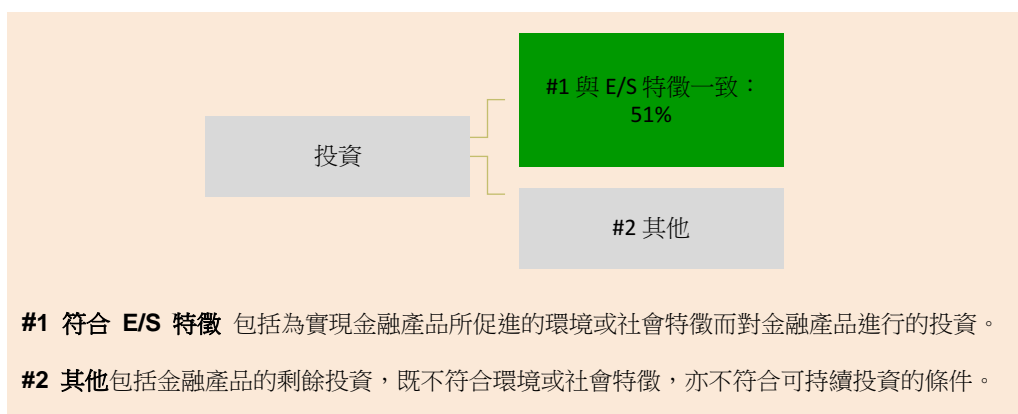 #1 與 E/S 特徵一致：
51%
投資
#2 其他
#1 符合 E/S 特徵 包括為實現金融產品所促進的環境或社會特徵而對金融產品進行的投資。
#2 其他包括金融產品的剩餘投資，既不符合環境或社會特徵，亦不符合可持續投資的條件。